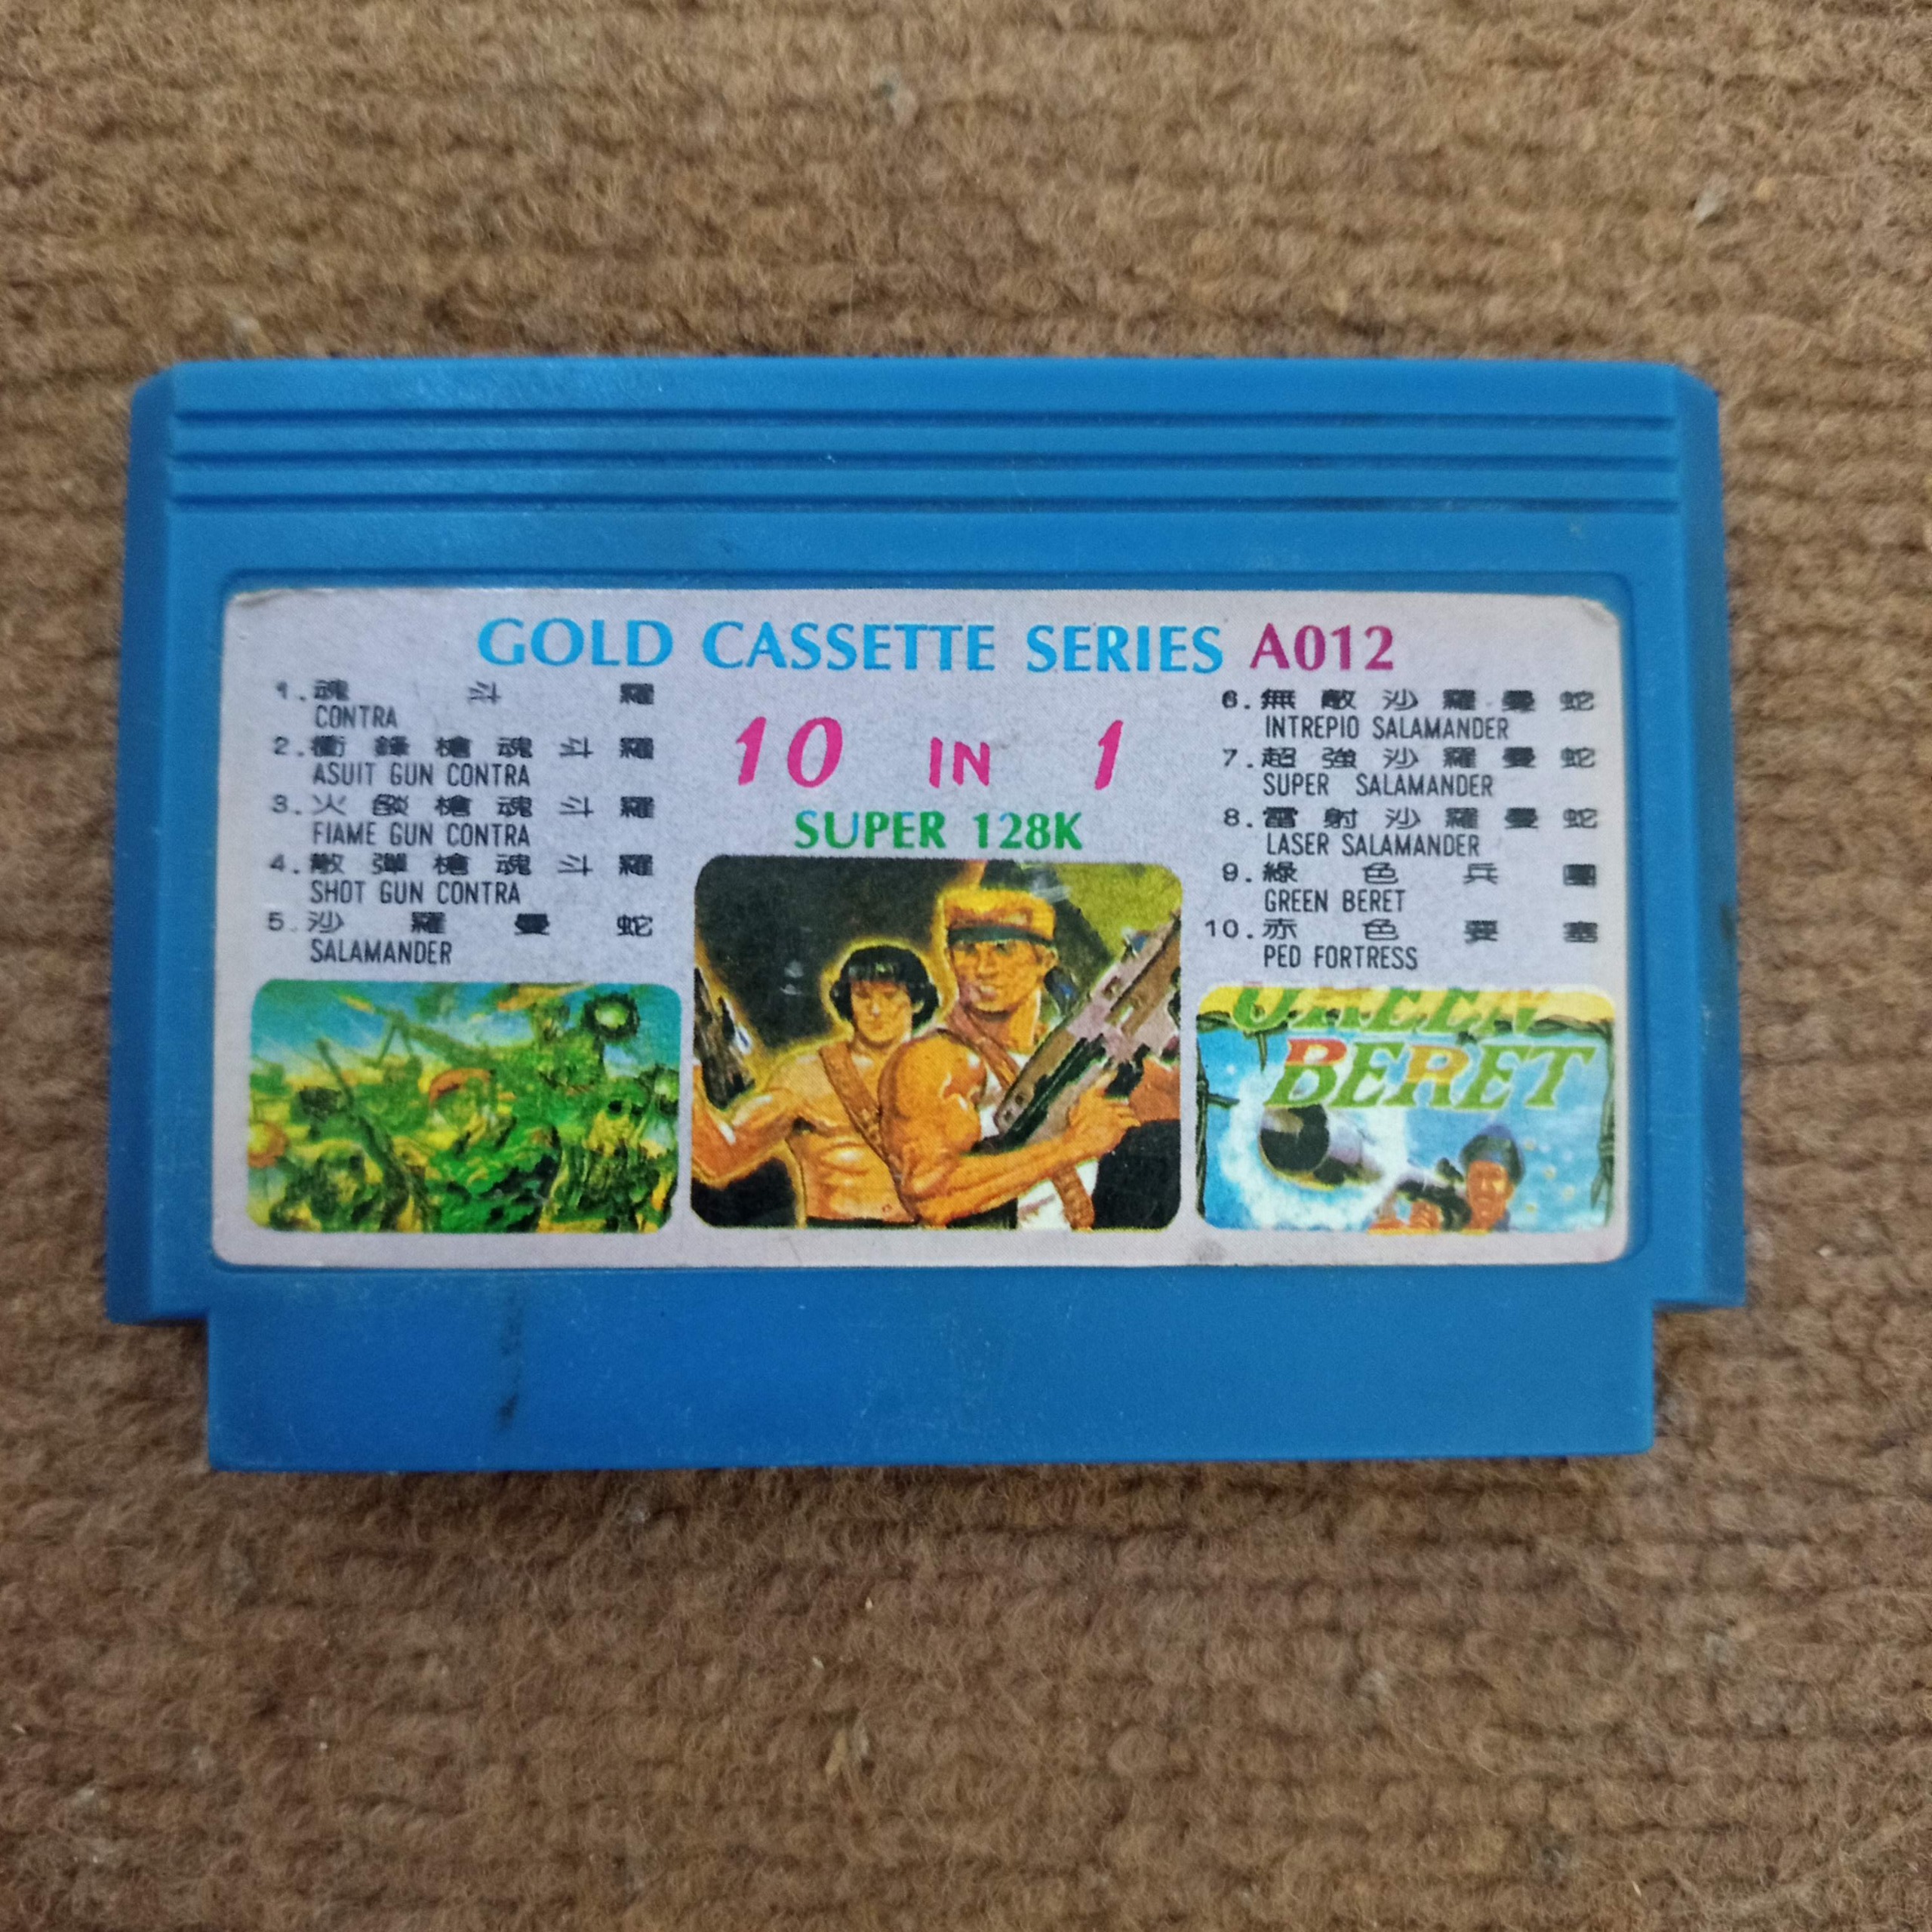 GOLD CASSETTE SERIES A012
10 IN 1
SUPER 128K
1.魂斗羅
CONTRA
2.衝鋒槍魂斗羅
ASUIT GUN CONTRA
3.火燄槍魂斗羅
FIAME GUN CONTRA
4.散彈槍魂斗羅
SHOT GUN CONTRA
5.沙羅曼蛇
SALAMANDER
6.無敵沙羅曼蛇
INTREPIO SALAMANDER
7.超強沙羅曼蛇
SUPER SALAMANDER
8.雷射沙羅曼蛇
LASER SALAMANDER
9.綠色兵團
GREEN BERET
10.赤色要塞
PED FORTRESS
GREEN
BERET